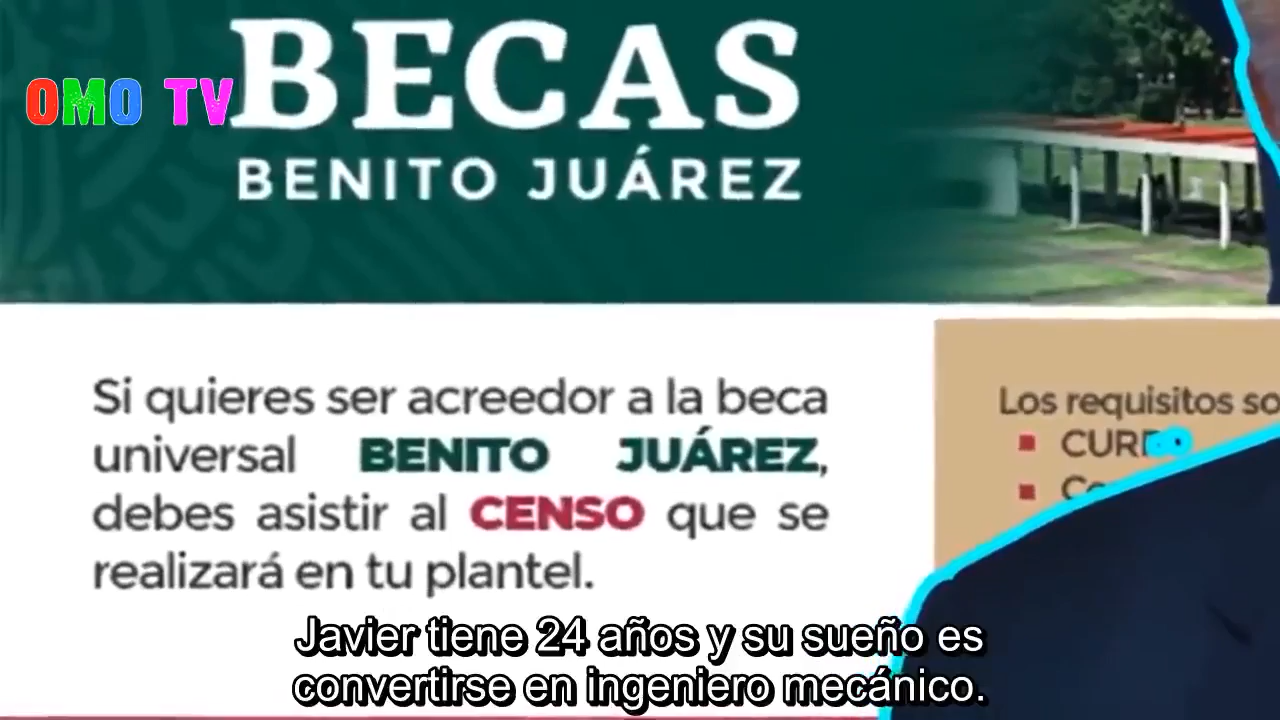 BECAS
OMO TV
BENITO JUÁREZ
Si quieres ser acreedor a la beca
universal BENITO JUÁREZ,
debes asistir al CENSO que se
realizará en tu plantel.
Los requisitos
Javier tiene 24 años y su sueño es
convertirse en ingeniero mecánico.